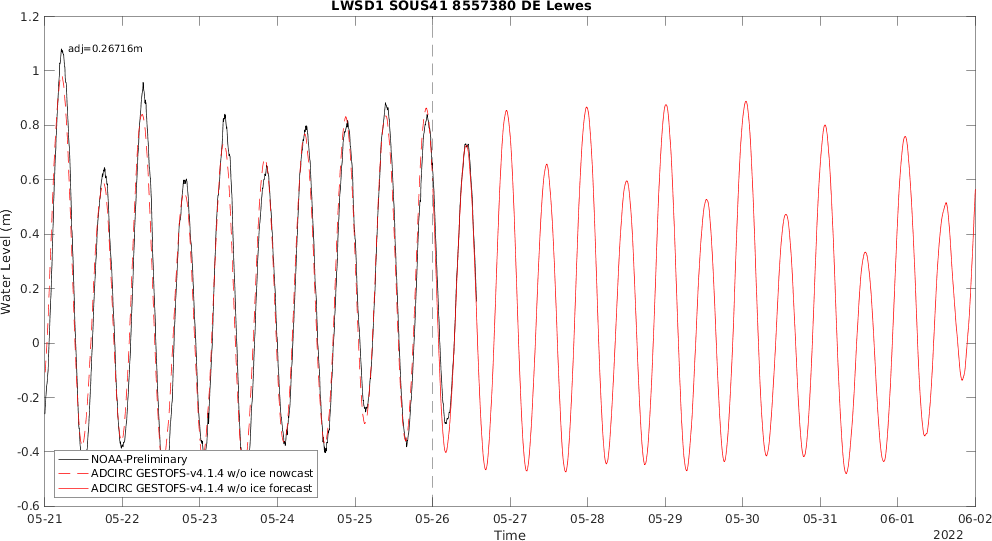 LWSD1 SOUS41 8557380 DE Lewes
adj=0.26716m
1.2
1
0.8
0.6
0.4
0.2
0
-0.2
-0.4
-0.6
Water Level (m)
NOAA-Preliminary
ADCIRC GESTOFS-v4.1.4 w/o ice nowcast
ADCIRC GESTOFS-v4.1.4 w/o ice forecast
05-21 05-22 05-23 05-24 05-25 05-26 05-27 05-28 05-29 05-30 05-31 06-01 06-02
Time
2022